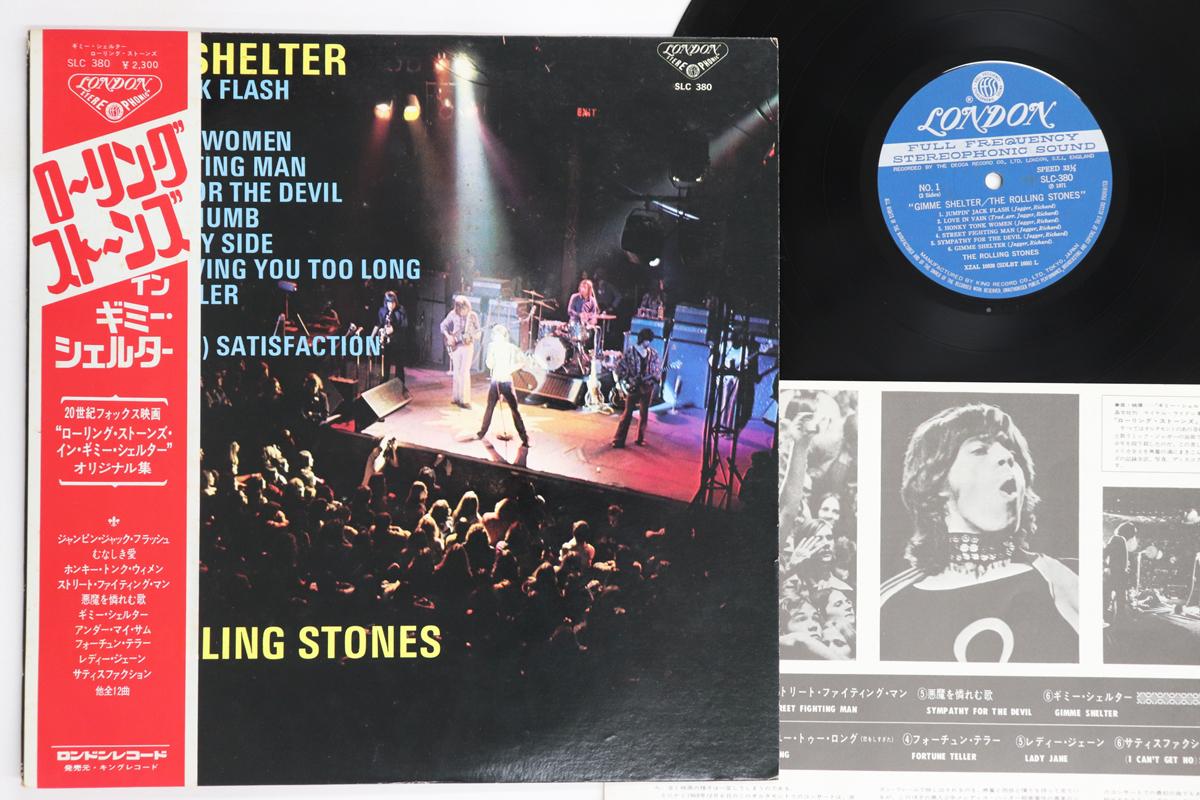 ギミー・シェルター
ローリング・ストーンズ
SLC 380 ¥2,300
LONDON
STEREOPHONIC
ローリング
ストーンズ
イン
ギミー・
シェルター
20世紀フォックス映画
“ローリング・ストーンズ・
イン・ギミー・シェルター”
オリジナル集
ジャンピン・ジャック・フラッシュ
むなしき愛
ホンキー・トンク・ウィメン
ストリート・ファイティング・マン
悪魔を憐れむ歌
ギミー・シェルター
アンダー・マイ・サム
フォーチュン・テラー
レディー・ジェーン
サティスファクション
他全12曲
ロンドンレコード
発売元・キングレコード
SHELTER
K FLASH
WOMEN
TING MAN
OR THE DEVIL
HUMB
Y SIDE
VING YOU TOO LONG
LLER
) SATISFACTION
LLING STONES
EXIT
LONDON
STEREOPHONIC
SLC 380
LONDON
FULL FREQUENCY
STEREOPHONIC SOUND
RECORDED BY THE DECCA RECORD CO., LTD. LONDON, S.E.I., ENGLAND
SPEED 33⅓
NO. 1
SLC-380
(2 Sides)
Ⓟ 1971
"GIMME SHELTER/THE ROLLING STONES"
1. JUMPIN' JACK FLASH (Jagger, Richard)
2. LOVE IN VAIN (Trad. arr. Jagger, Richard)
3. HONKY TONK WOMEN (Jagger, Richard)
4. STREET FIGHTING MAN (Jagger, Richard)
5. SYMPATHY FOR THE DEVIL (Jagger, Richard)
6. GIMME SHELTER (Jagger, Richard)
THE ROLLING STONES
MANUFACTURED BY KING RECORD CO., LTD. TOKYO, JAPAN
トリート・ファイティング・マン ⑤悪魔を憐れむ歌 ⑥ギミー・シェルター
REET FIGHTING MAN SYMPATHY FOR THE DEVIL GIMME SHELTER
ー・トゥー・ロング ④フォーチュン・テラー ⑤レディー・ジェーン ⑥サティスファクシ
NG FORTUNE TELLER LADY JANE (I CAN'T GET NO)